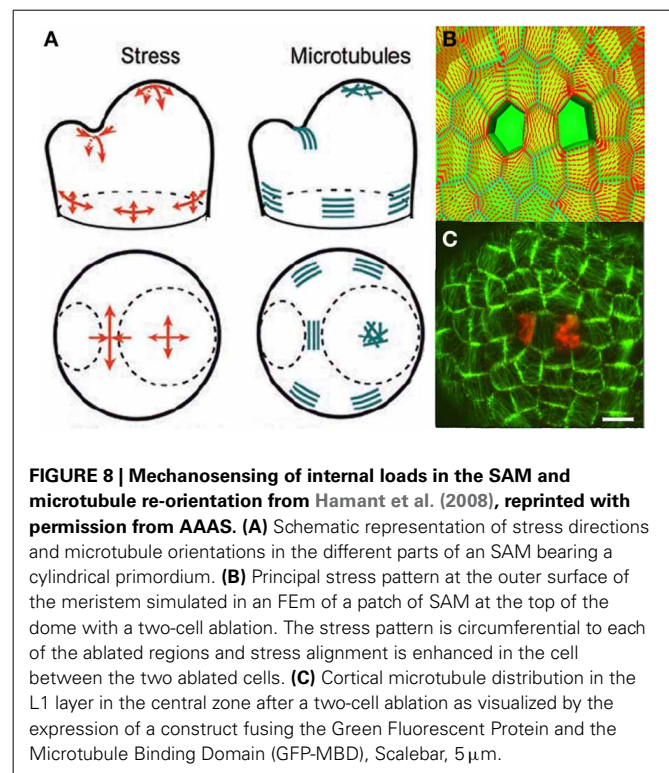 A
Stress
Microtubules
B
C
FIGURE 8 | Mechanosensing of internal loads in the SAM and
microtubule re-orientation from Hamant et al. (2008), reprinted with
permission from AAAS. (A) Schematic representation of stress directions
and microtubule orientations in the different parts of an SAM bearing a
cylindrical primordium. (B) Principal stress pattern at the outer surface of
the meristem simulated in an FEm of a patch of SAM at the top of the
dome with a two-cell ablation. The stress pattern is circumferential to each
of the ablated regions and stress alignment is enhanced in the cell
between the two ablated cells. (C) Cortical microtubule distribution in the
L1 layer in the central zone after a two-cell ablation as visualized by the
expression of a construct fusing the Green Fluorescent Protein and the
Microtubule Binding Domain (GFP-MBD), Scalebar, 5 μm.